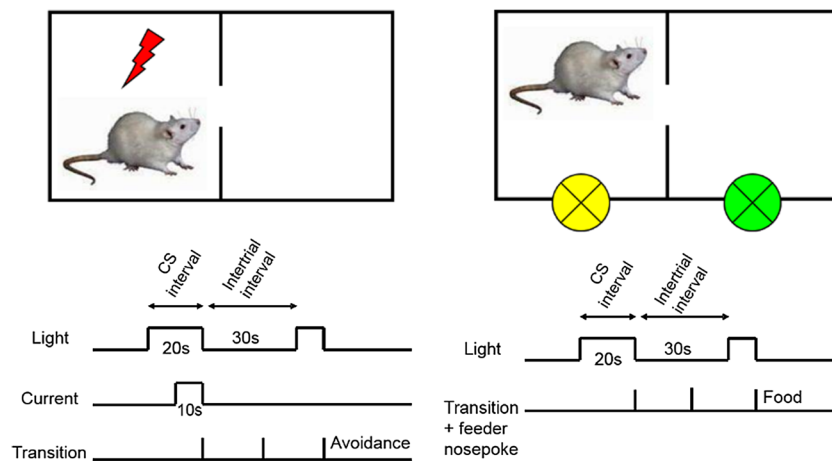 CS
interval
Intertrial
interval
Light
20s
30s
Current
10s
Transition
Avoidance
CS
interval
Intertrial
interval
Light
20s
30s
Transition
+ feeder
nosepoke
Food